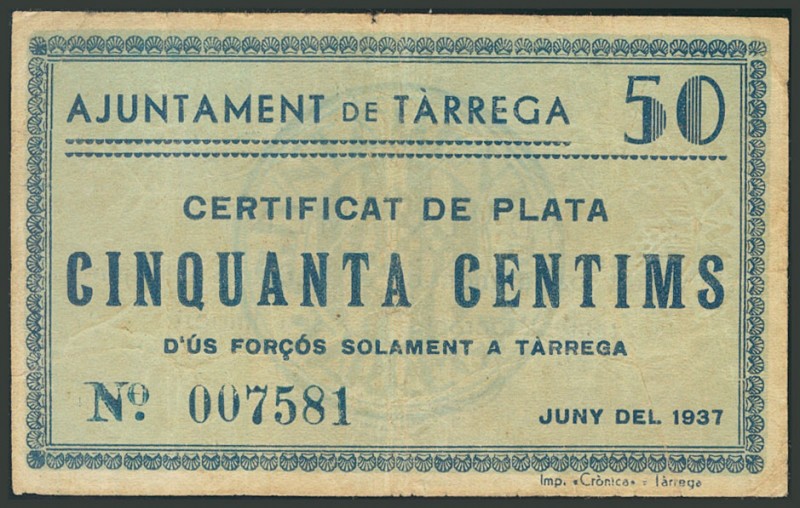 AJUNTAMENT DE TÀRREGA 50
CERTIFICAT DE PLATA
CINQUANTA CENTIMS
D'ÚS FORÇÓS SOLAMENT A TÀRREGA
Nº 007581 JUNY DEL 1937
Imp. «Crònica» - Tàrrega